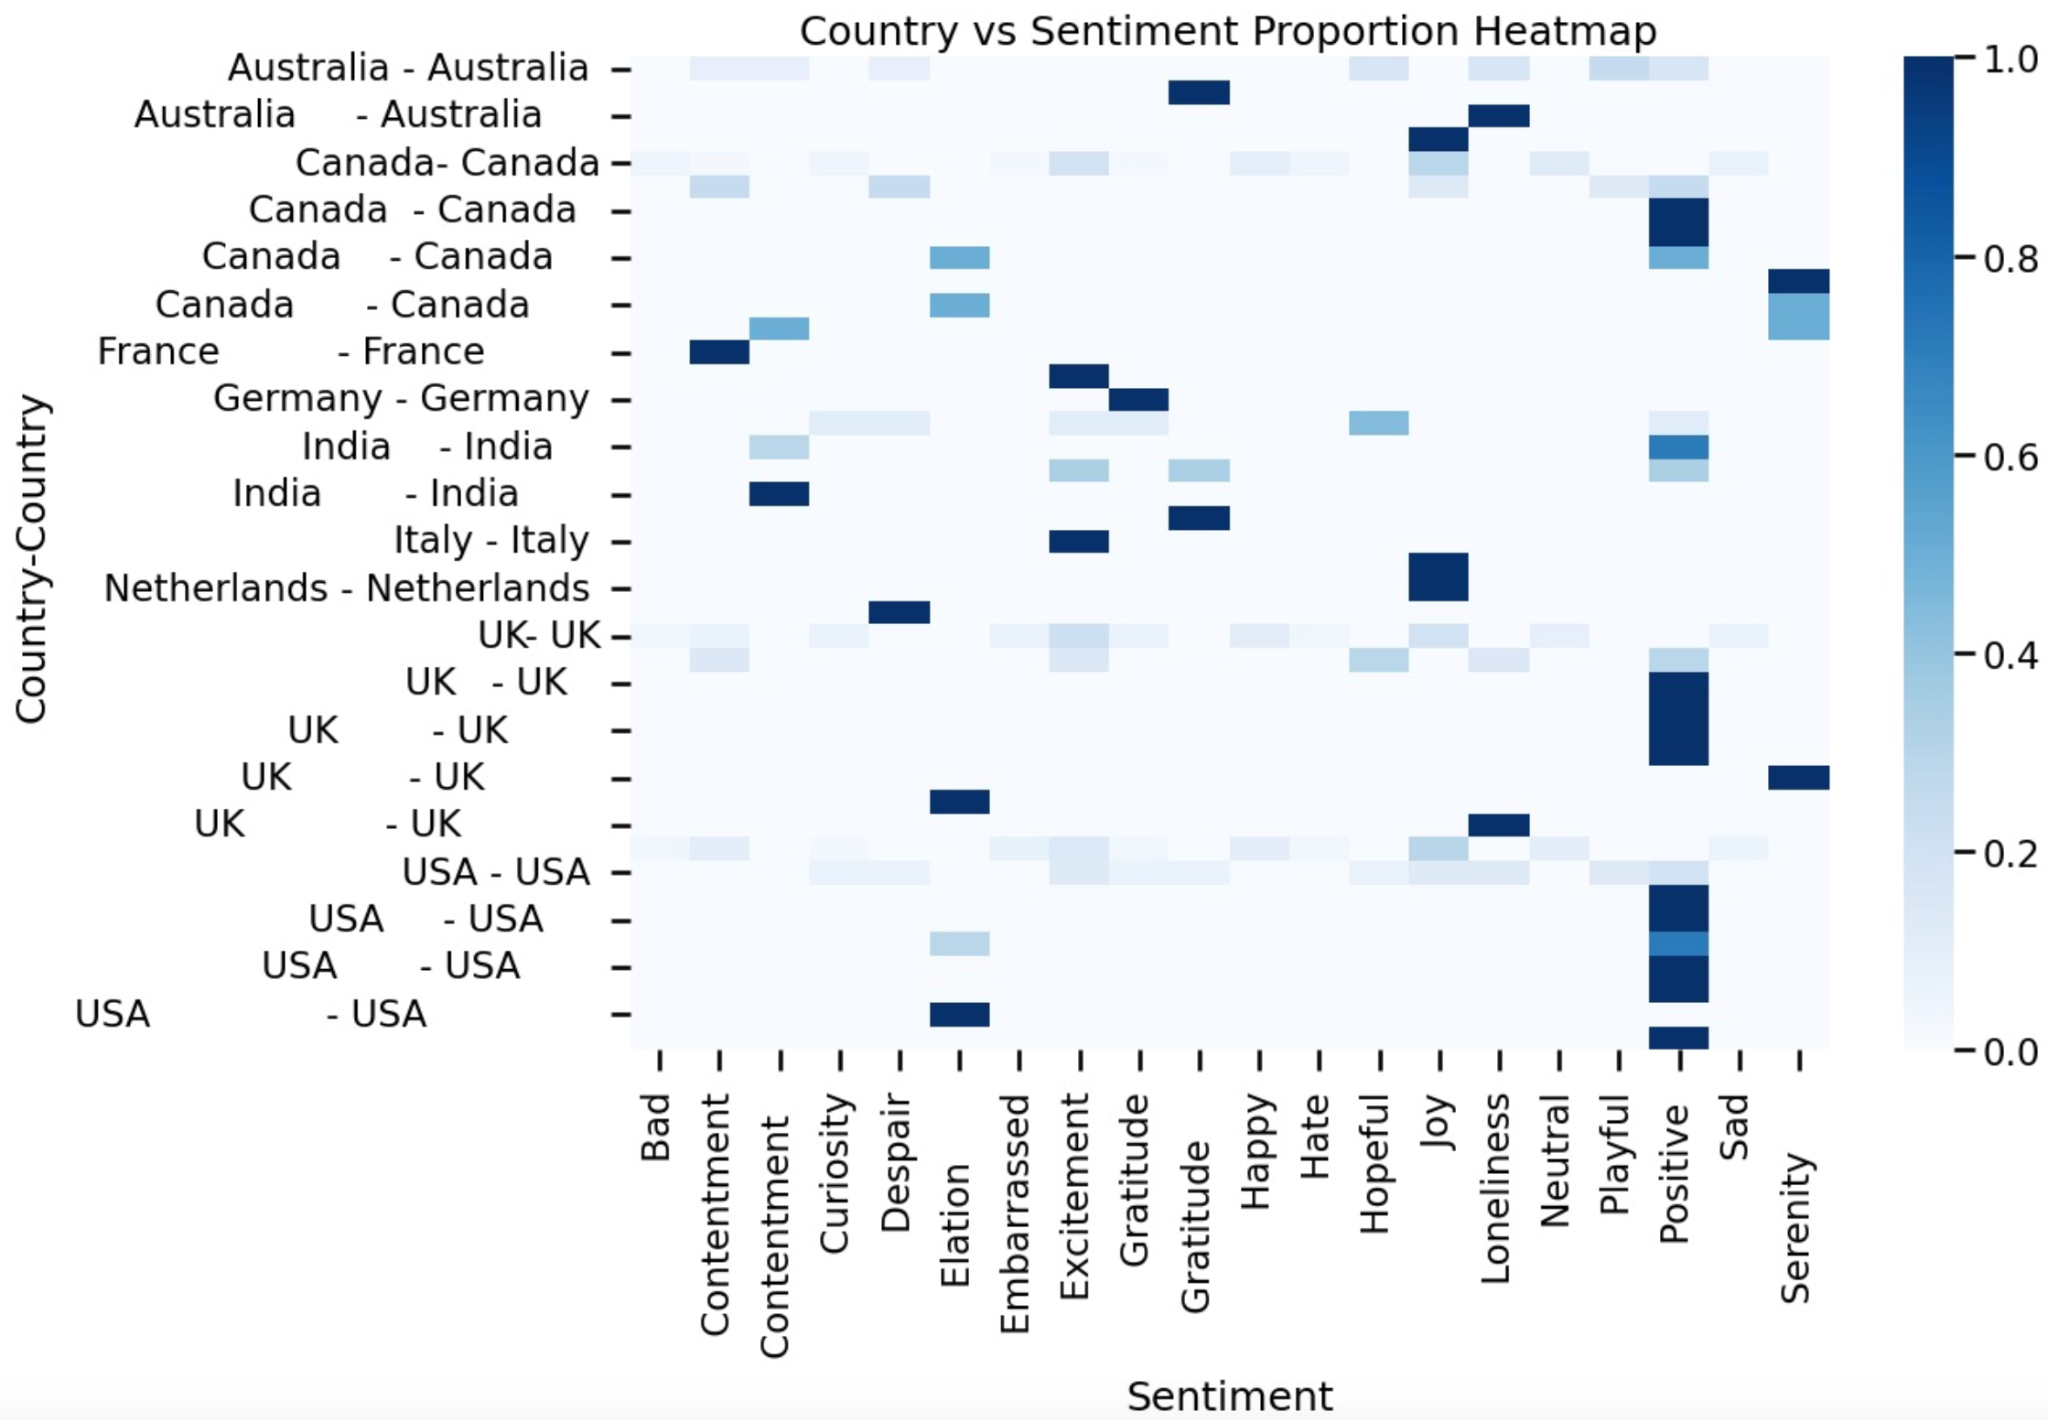 Country vs Sentiment Proportion Heatmap
Australia - Australia
Australia - Australia
Canada- Canada
Canada - Canada
Canada - Canada
Canada - Canada
France - France
Germany - Germany
India - India
India - India
Italy - Italy
Netherlands - Netherlands
UK- UK
UK - UK
UK - UK
UK - UK
UK - UK
USA - USA
USA - USA
USA - USA
USA - USA
Country-Country
Bad
Contentment
Contentment
Curiosity
Despair
Elation
Embarrassed
Excitement
Gratitude
Gratitude
Happy
Hate
Hopeful
Joy
Loneliness
Neutral
Playful
Positive
Sad
Serenity
Sentiment
1.0
0.8
0.6
0.4
0.2
0.0